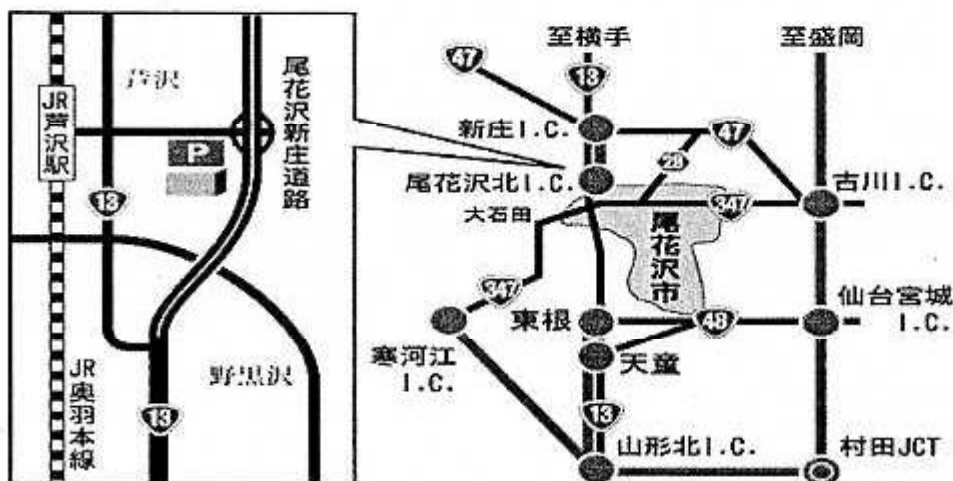 芦沢
尾花沢新庄道路
JR芦沢駅
P
13
野黒沢
JR奥羽本線
13
至横手
至盛岡
47
13
新庄I.C.
47
28
尾花沢北I.C.
古川I.C.
大石田
347
尾花沢市
347
東根
48
仙台宮城
I.C.
寒河江
I.C.
天童
13
山形北I.C.
村田JCT